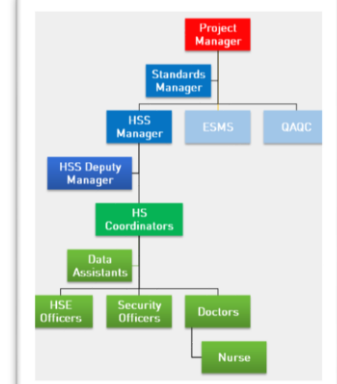 Project
Manager
Standards
Manager
HSS
Manager
ESMS
QAQC
HSS Deputy
Manager
HS
Coordinators
Data
Assistants
HSE
Officers
Security
Officers
Doctors
Nurse